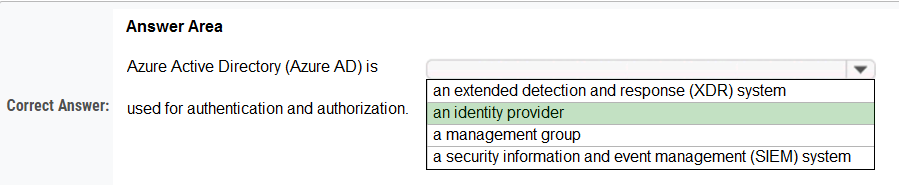 Answer Area
Azure Active Directory (Azure AD) is
an extended detection and response (XDR) system
Correct Answer: used for authentication and authorization.
an identity provider
a management group
a security information and event management (SIEM) system